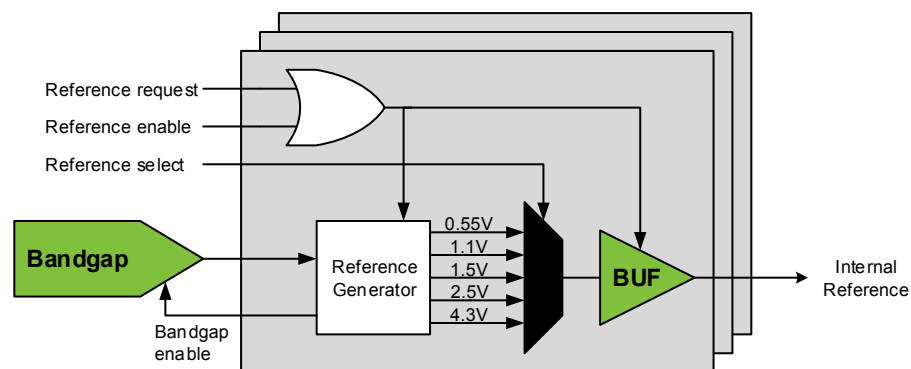 Reference request
Reference enable
Reference select
0.55V
Bandgap
1.1V
Reference
Generator
1.5V
2.5V
4.3V
BUF
Internal
Reference
Bandgap
enable